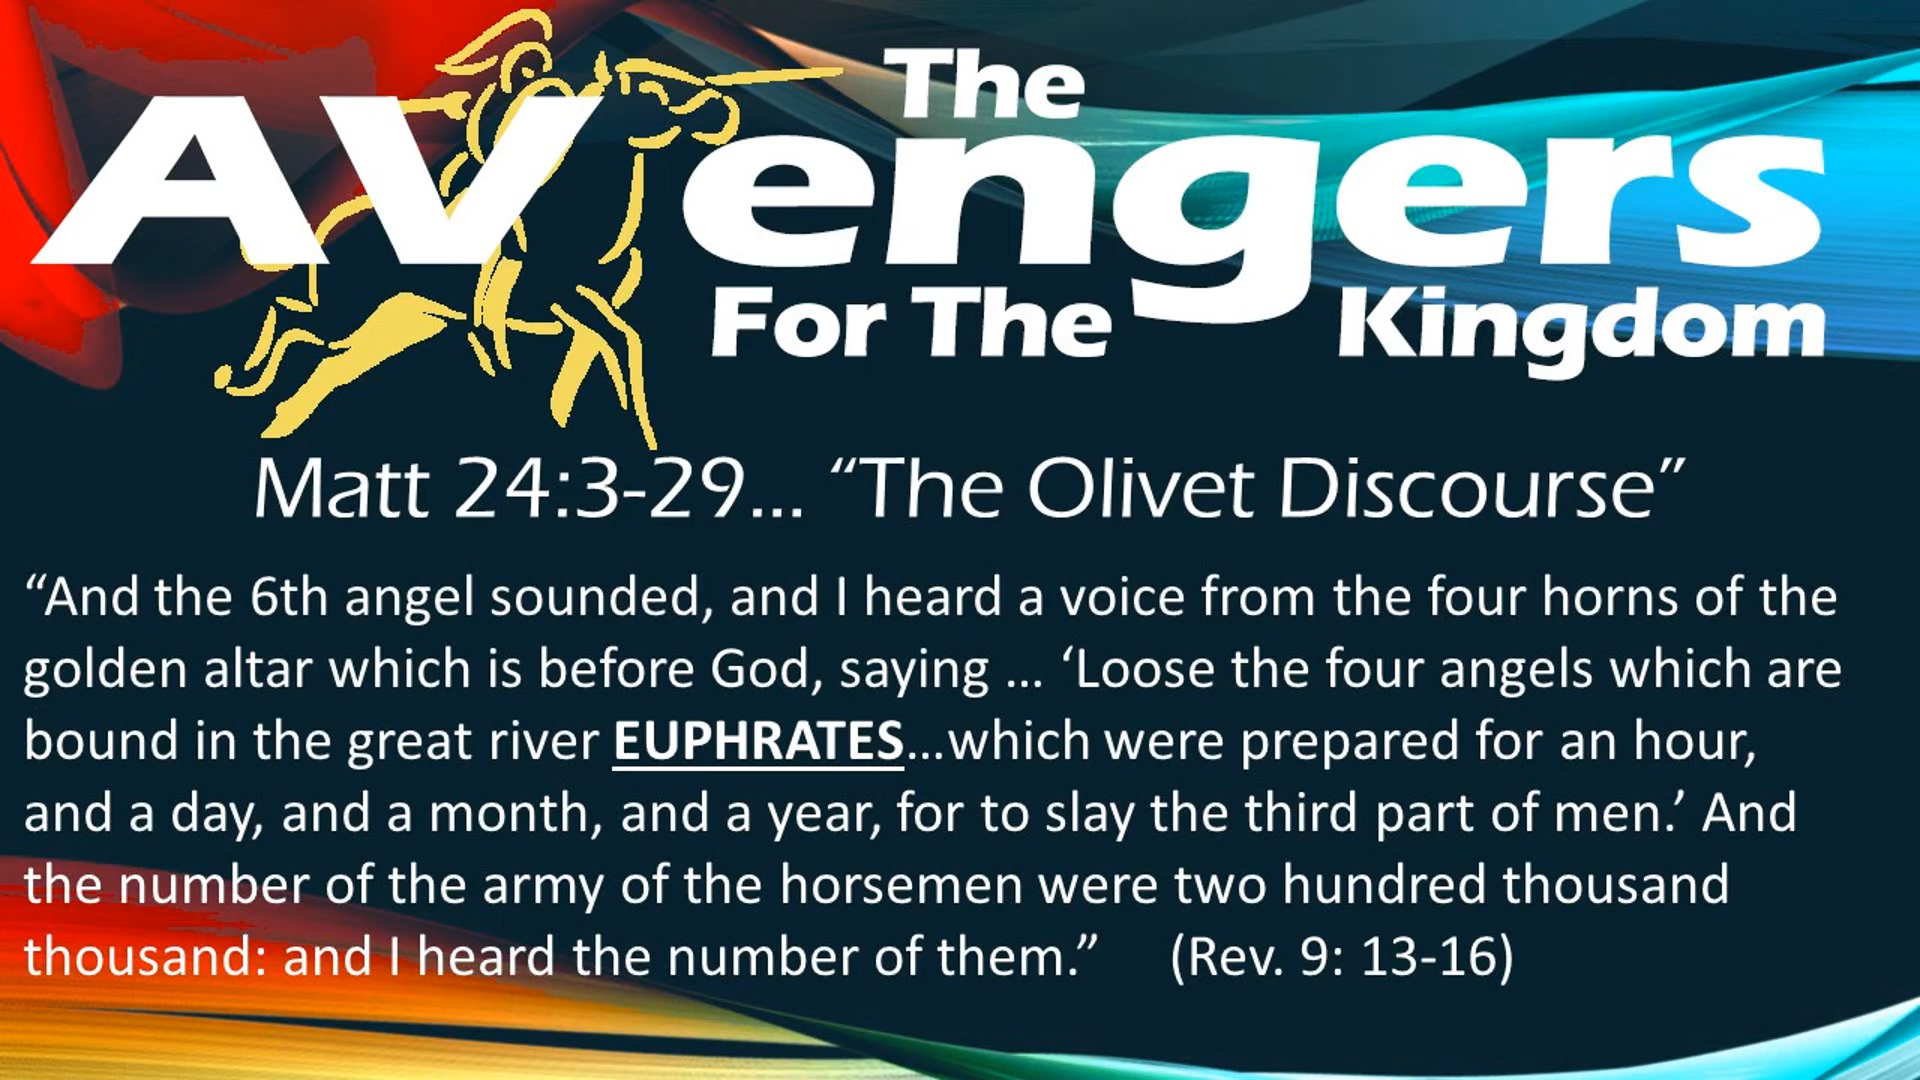 The
AVengers
For The Kingdom
Matt 24:3-29... “The Olivet Discourse”
“And the 6th angel sounded, and I heard a voice from the four horns of the
golden altar which is before God, saying ... ‘Loose the four angels which are
bound in the great river EUPHRATES...which were prepared for an hour,
and a day, and a month, and a year, for to slay the third part of men.’ And
the number of the army of the horsemen were two hundred thousand
thousand: and I heard the number of them.” (Rev. 9: 13-16)